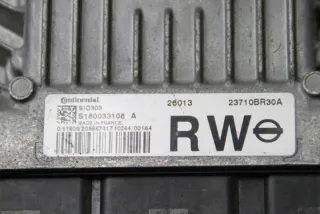 Continental
SID303
S180033108 A
MADE IN FRANCE
26013
23710BR30A
RW